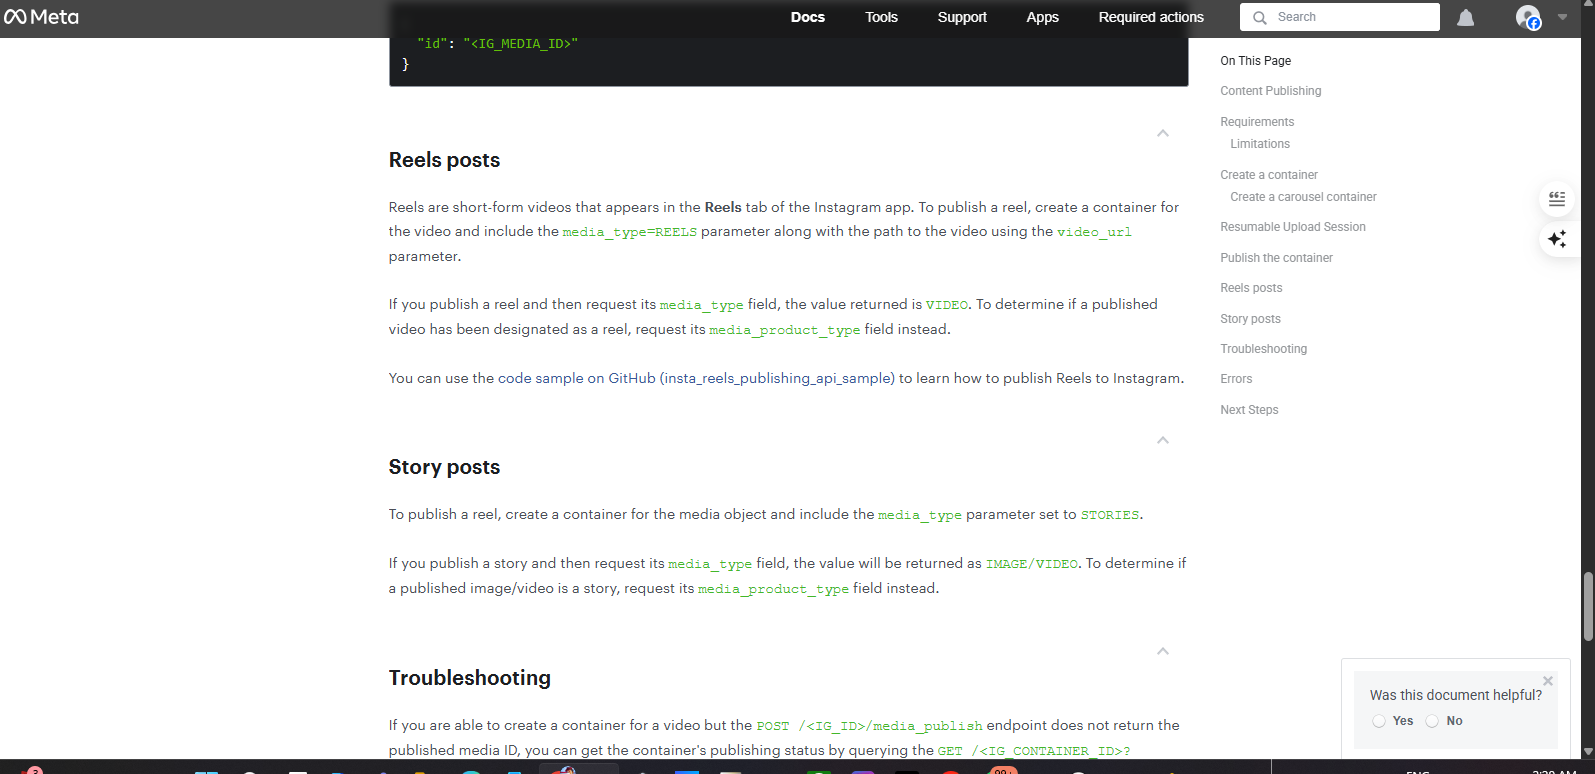 Meta
Docs
Tools
Support
Apps
Required actions
Search
"id": "<IG_MEDIA_ID>"
}
Reels posts
Reels are short-form videos that appears in the Reels tab of the Instagram app. To publish a reel, create a container for
the video and include the media_type=REELS parameter along with the path to the video using the video_url
parameter.
If you publish a reel and then request its media_type field, the value returned is VIDEO. To determine if a published
video has been designated as a reel, request its media_product_type field instead.
You can use the code sample on GitHub (insta_reels_publishing_api_sample) to learn how to publish Reels to Instagram.
Story posts
To publish a reel, create a container for the media object and include the media_type parameter set to STORIES.
If you publish a story and then request its media_type field, the value will be returned as IMAGE/VIDEO. To determine if
a published image/video is a story, request its media_product_type field instead.
Troubleshooting
If you are able to create a container for a video but the POST /<IG_ID>/media_publish endpoint does not return the
published media ID, you can get the container's publishing status by querying the GET /<IG_CONTAINER_ID>?
On This Page
Content Publishing
Requirements
Limitations
Create a container
Create a carousel container
Resumable Upload Session
Publish the container
Reels posts
Story posts
Troubleshooting
Errors
Next Steps
Was this document helpful?
Yes
No